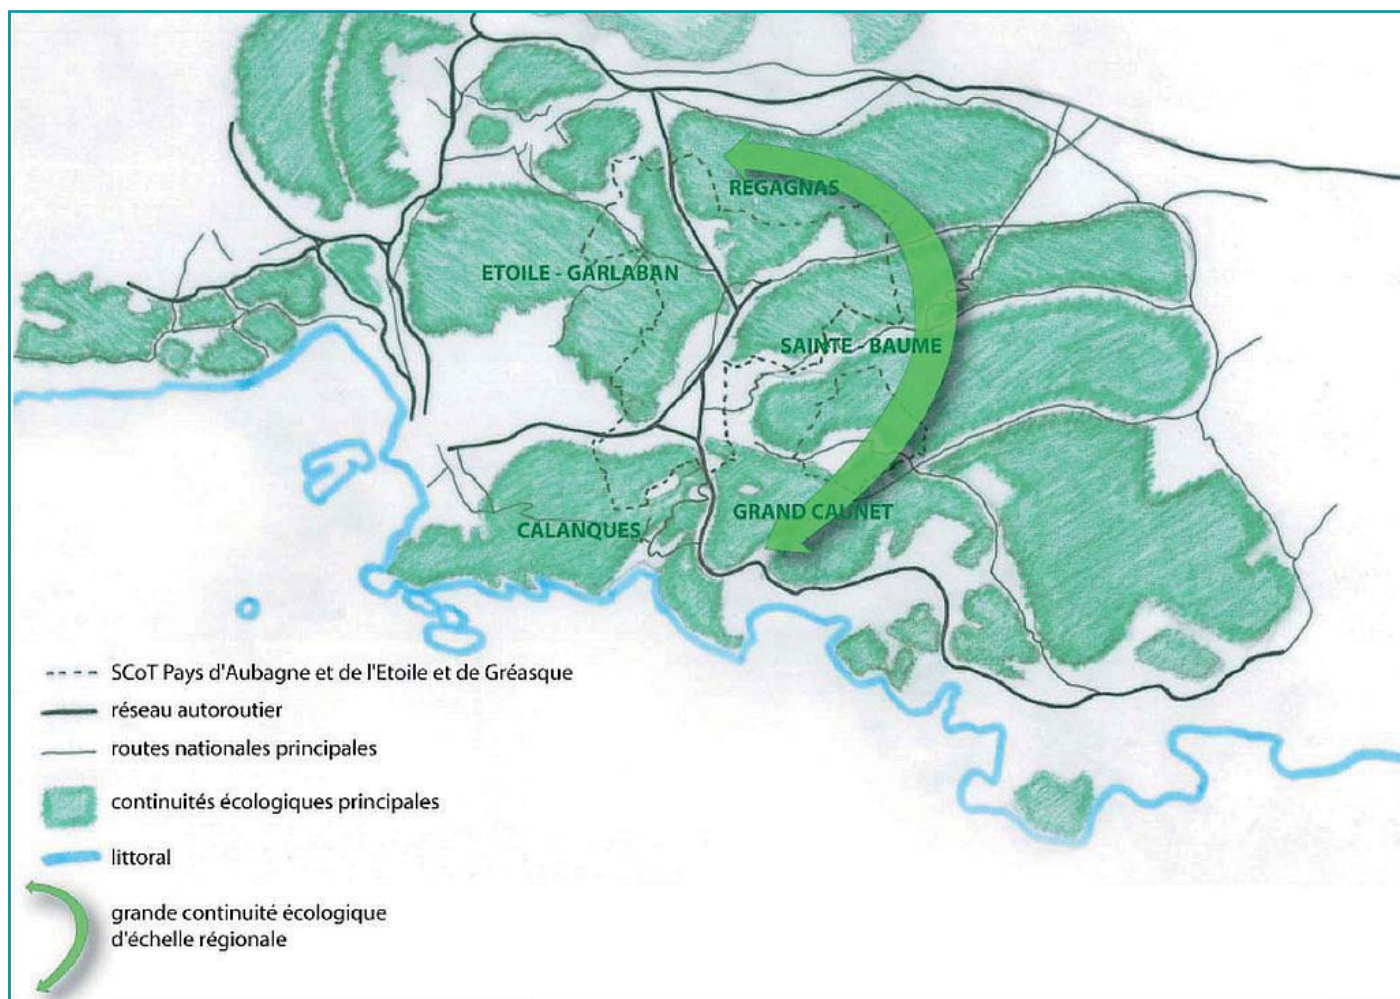 REGAGNAS
ETOILE - GARLABAN
SAINTE - BAUME
GRAND CAUNET
CALANQUES
SCoT Pays d'Aubagne et de l'Etoile et de Gréasque
réseau autoroutier
routes nationales principales
continuités écologiques principales
littoral
grande continuité écologique
d'échelle régionale